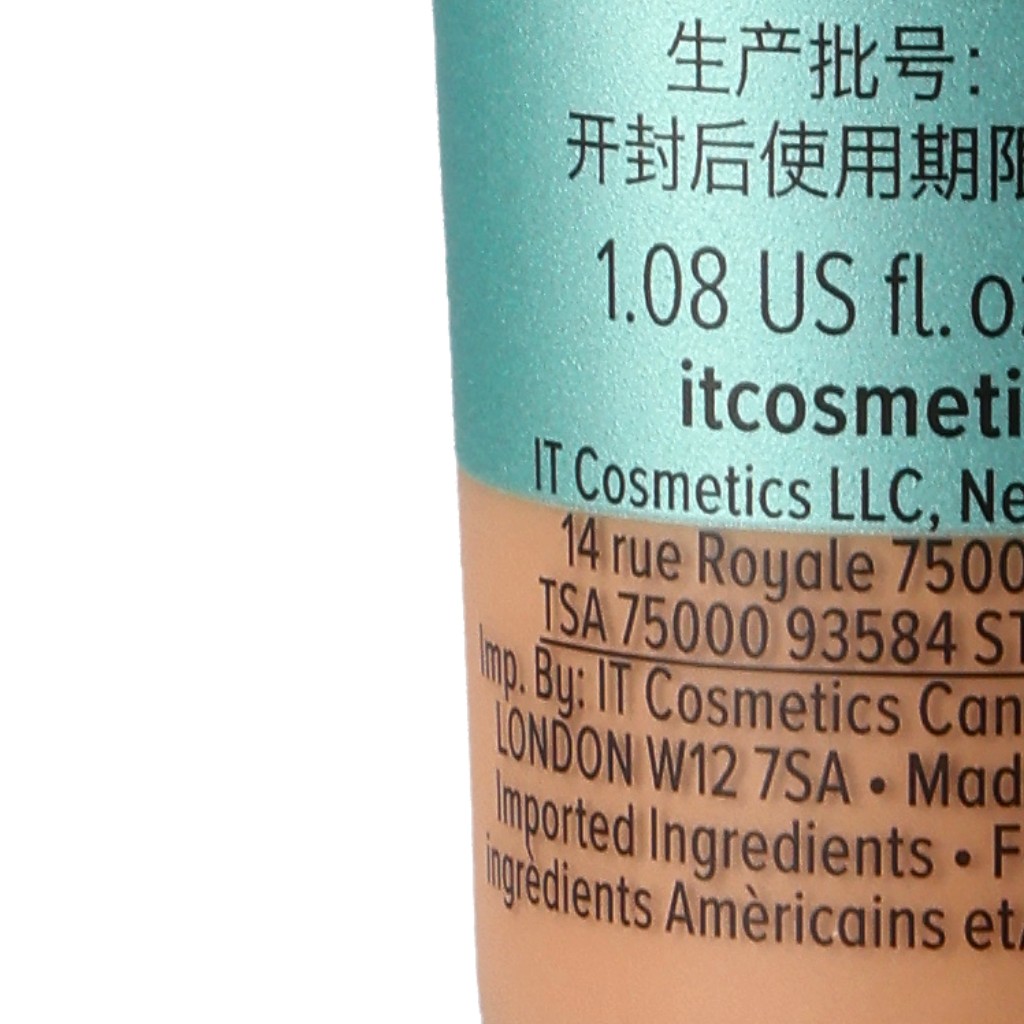 生产批号：
开封后使用期限
1.08 US fl. oz
itcosmeti
IT Cosmetics LLC, Ne
14 rue Royale 7500
TSA 75000 93584 ST
Imp. By: IT Cosmetics Can
LONDON W12 7SA • Mad
Imported Ingredients • F
ingrèdients Amèricains et